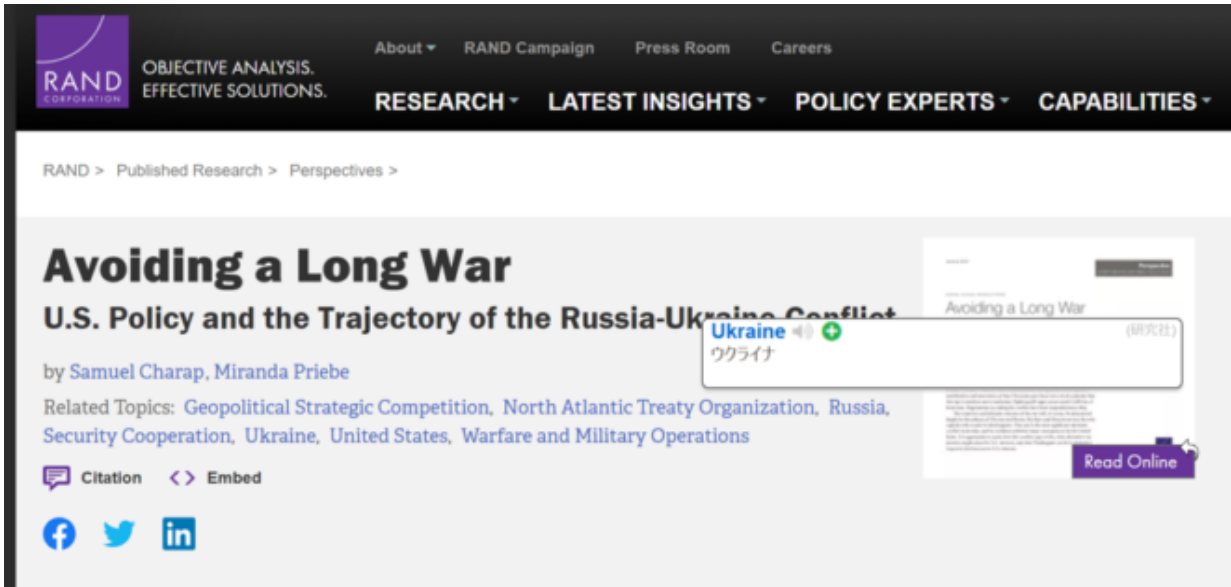 About RAND Campaign Press Room Careers
RAND
CORPORATION
OBJECTIVE ANALYSIS.
EFFECTIVE SOLUTIONS.
RESEARCH LATEST INSIGHTS POLICY EXPERTS CAPABILITIES
RAND > Published Research > Perspectives >
Avoiding a Long War
U.S. Policy and the Trajectory of the Russia-Ukraine Conflict
by Samuel Charap, Miranda Priebe
Related Topics: Geopolitical Strategic Competition, North Atlantic Treaty Organization, Russia,
Security Cooperation, Ukraine, United States, Warfare and Military Operations
Citation <> Embed
Perspective
Avoiding a Long War
Ukraine (研究社)
ウクライナ
Read Online